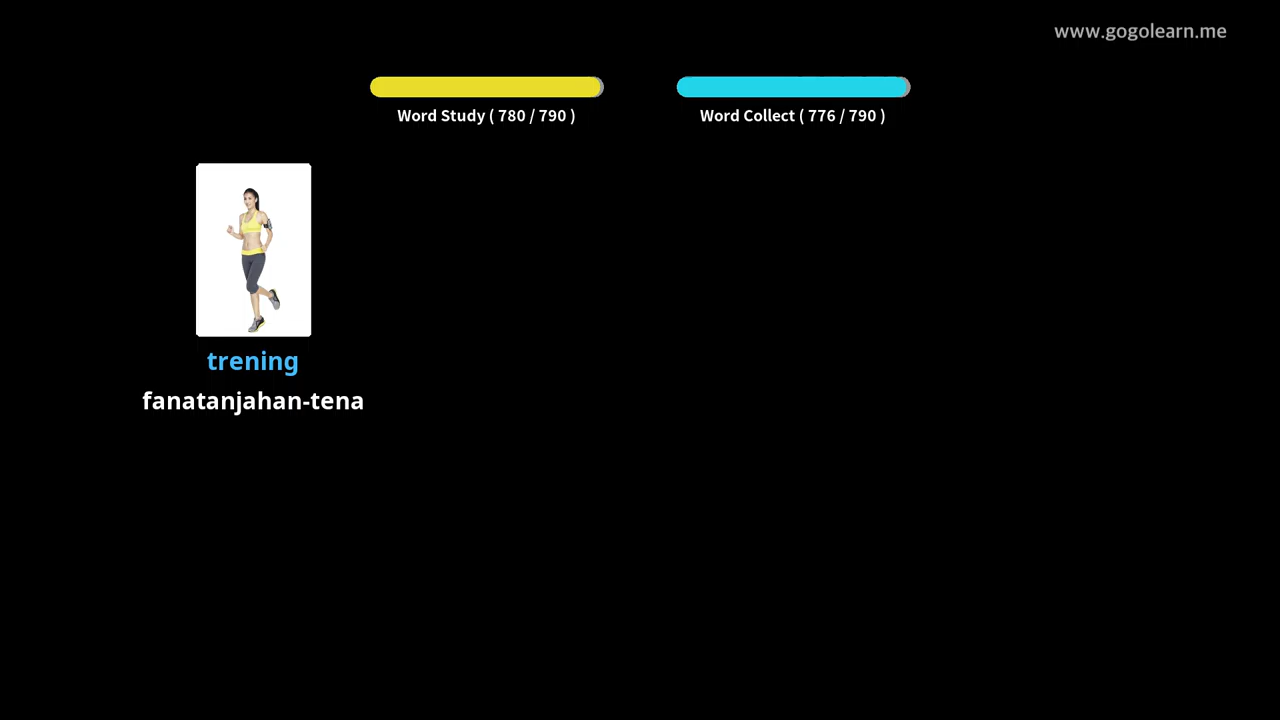 www.gogolearn.me
Word Study ( 780 / 790 )
Word Collect ( 776 / 790 )
trening
fanatanjahan-tena